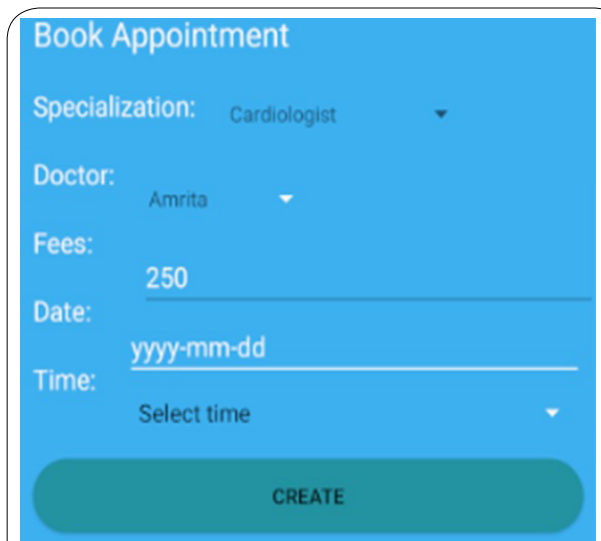 Book Appointment
Specialization: Cardiologist
Doctor: Amrita
Fees: 250
Date: yyyy-mm-dd
Time: Select time
CREATE